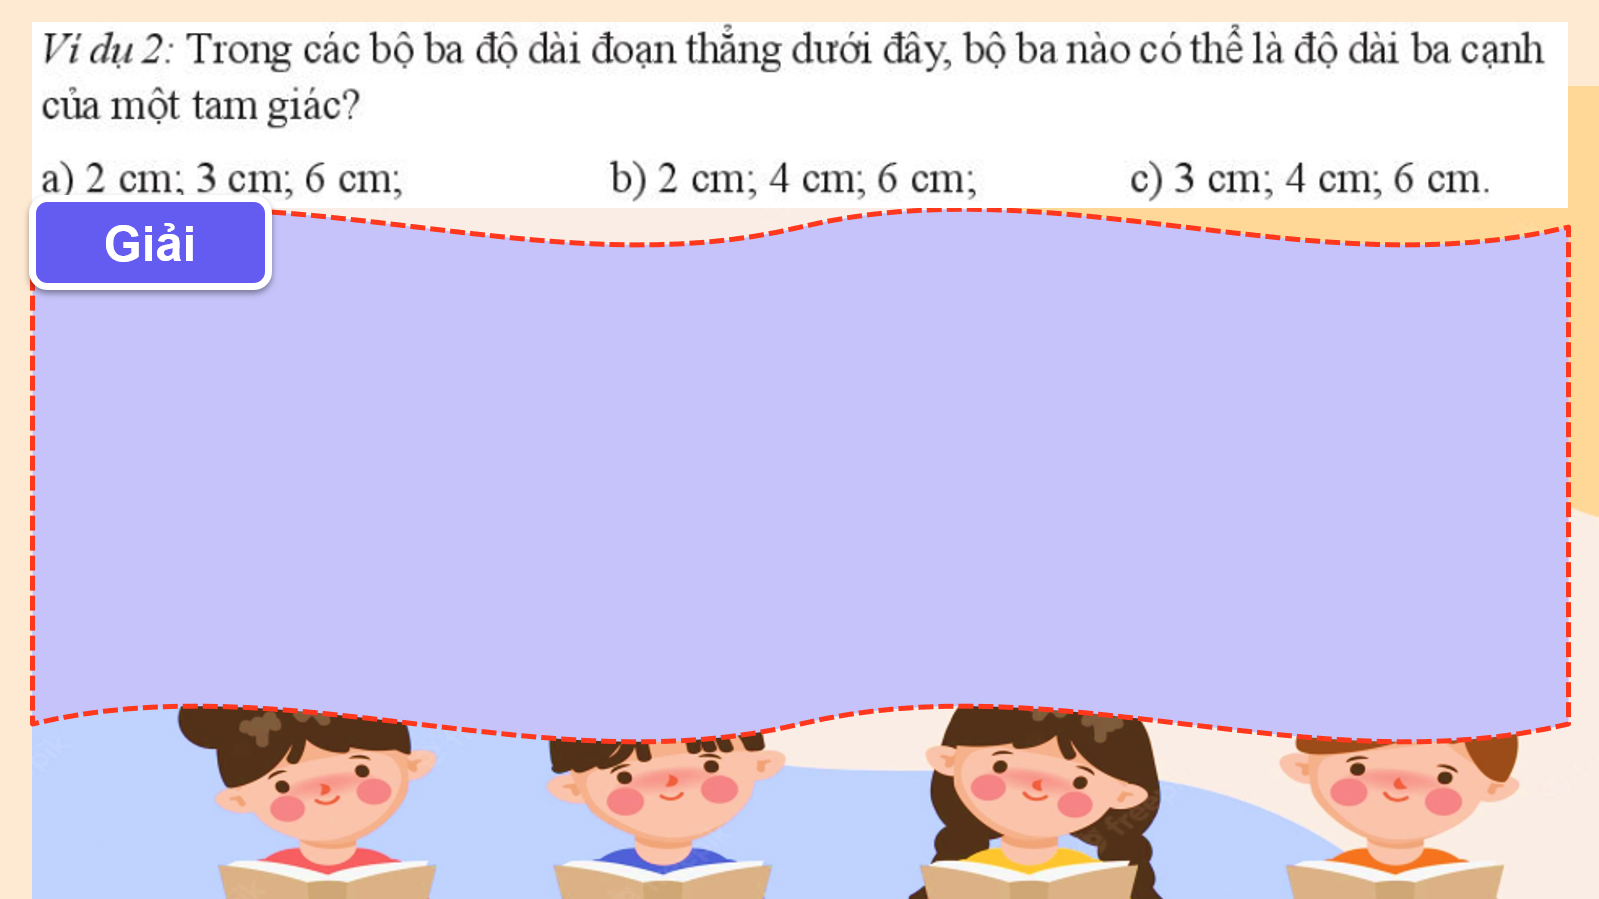 Ví dụ 2: Trong các bộ ba độ dài đoạn thẳng dưới đây, bộ ba nào có thể là độ dài ba cạnh
của một tam giác?
a) 2 cm; 3 cm; 6 cm; b) 2 cm; 4 cm; 6 cm; c) 3 cm; 4 cm; 6 cm.
Giải